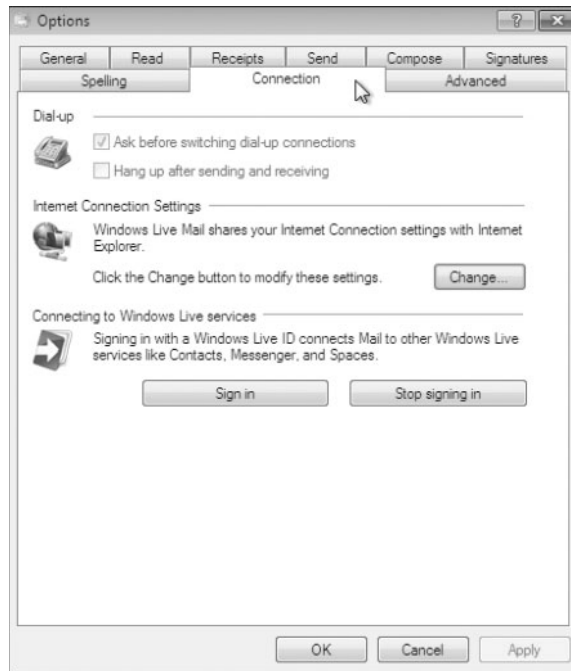 Options
General Read Receipts Send Compose Signatures
Spelling Connection Advanced
Dial-up
Ask before switching dial-up connections
Hang up after sending and receiving
Internet Connection Settings
Windows Live Mail shares your Internet Connection settings with Internet
Explorer.
Click the Change button to modify these settings. Change...
Connecting to Windows Live services
Signing in with a Windows Live ID connects Mail to other Windows Live
services like Contacts, Messenger, and Spaces.
Sign in Stop signing in
OK Cancel Apply